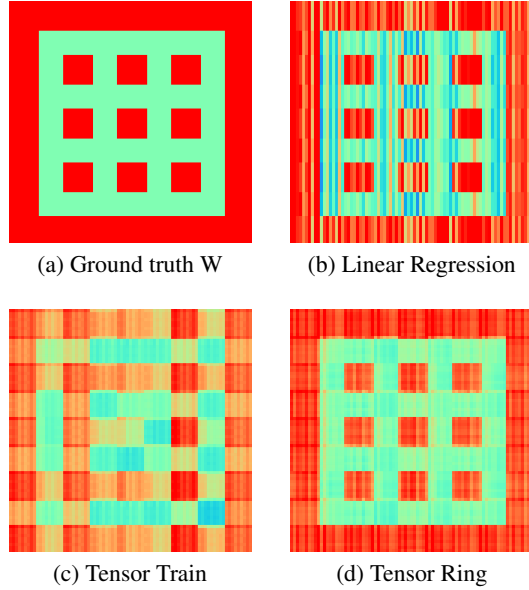 (a) Ground truth W
(b) Linear Regression
(c) Tensor Train
(d) Tensor Ring